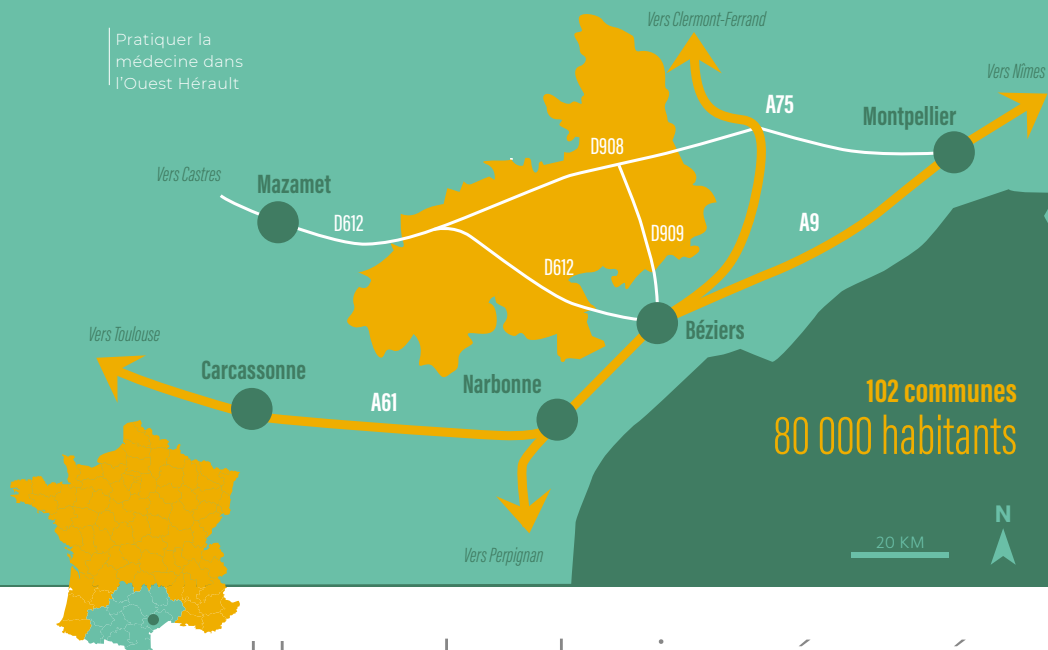 Pratiquer la
médecine dans
l'Ouest Hérault
Vers Clermont-Ferrand
Vers Nîmes
A75
Montpellier
D908
Vers Castres
Mazamet
D612
A9
D909
D612
Béziers
Vers Toulouse
Carcassonne
Narbonne
A61
102 communes
80 000 habitants
N
20 KM
Vers Perpignan